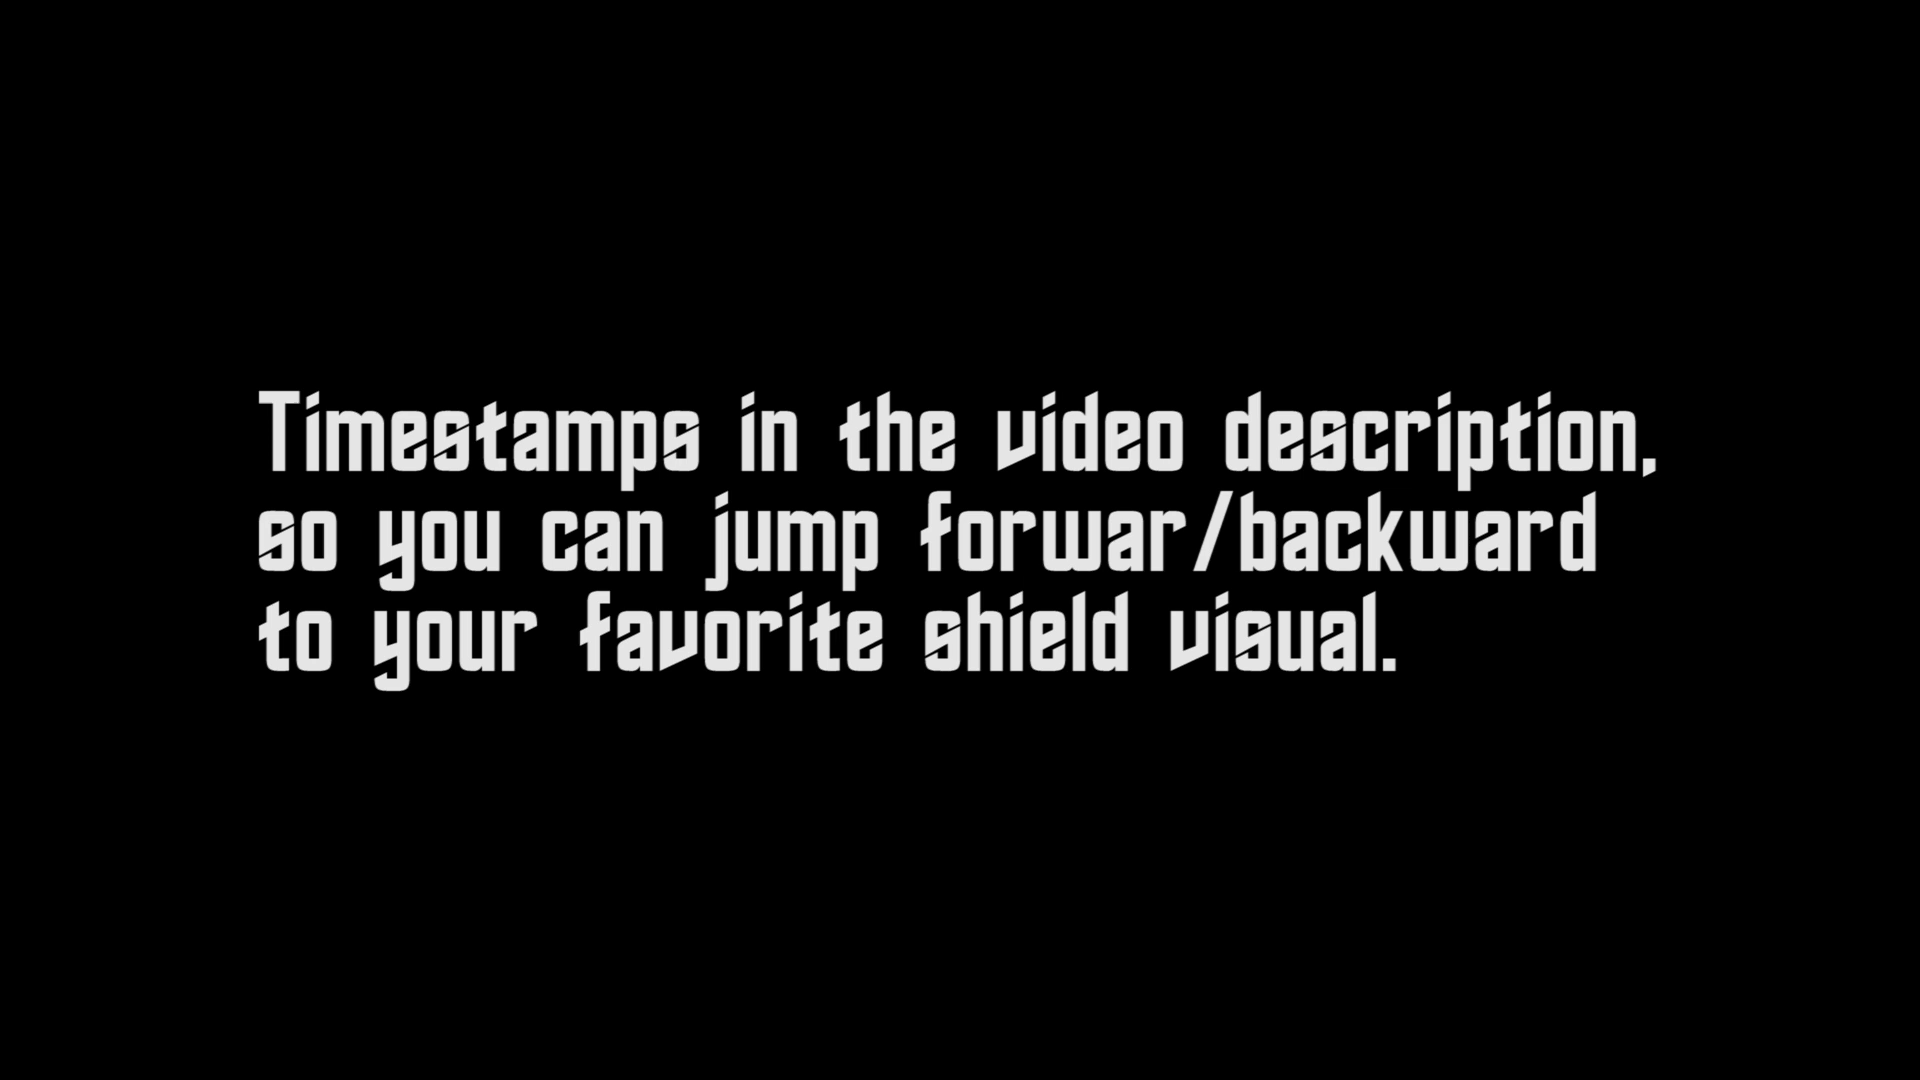 Timestamps in the video description,
so you can jump forwar/backward
to your favorite shield visual.